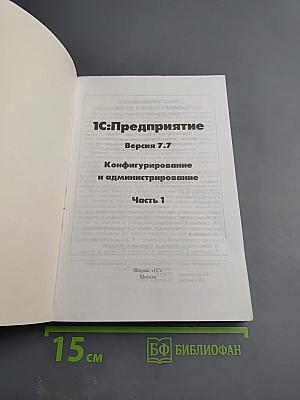 1С:Предприятие
Версия 7.7
Конфигурирование
и администрирование
Часть 1
Фирма «1С»
Москва
15 см
БФ БИБЛИОФАН